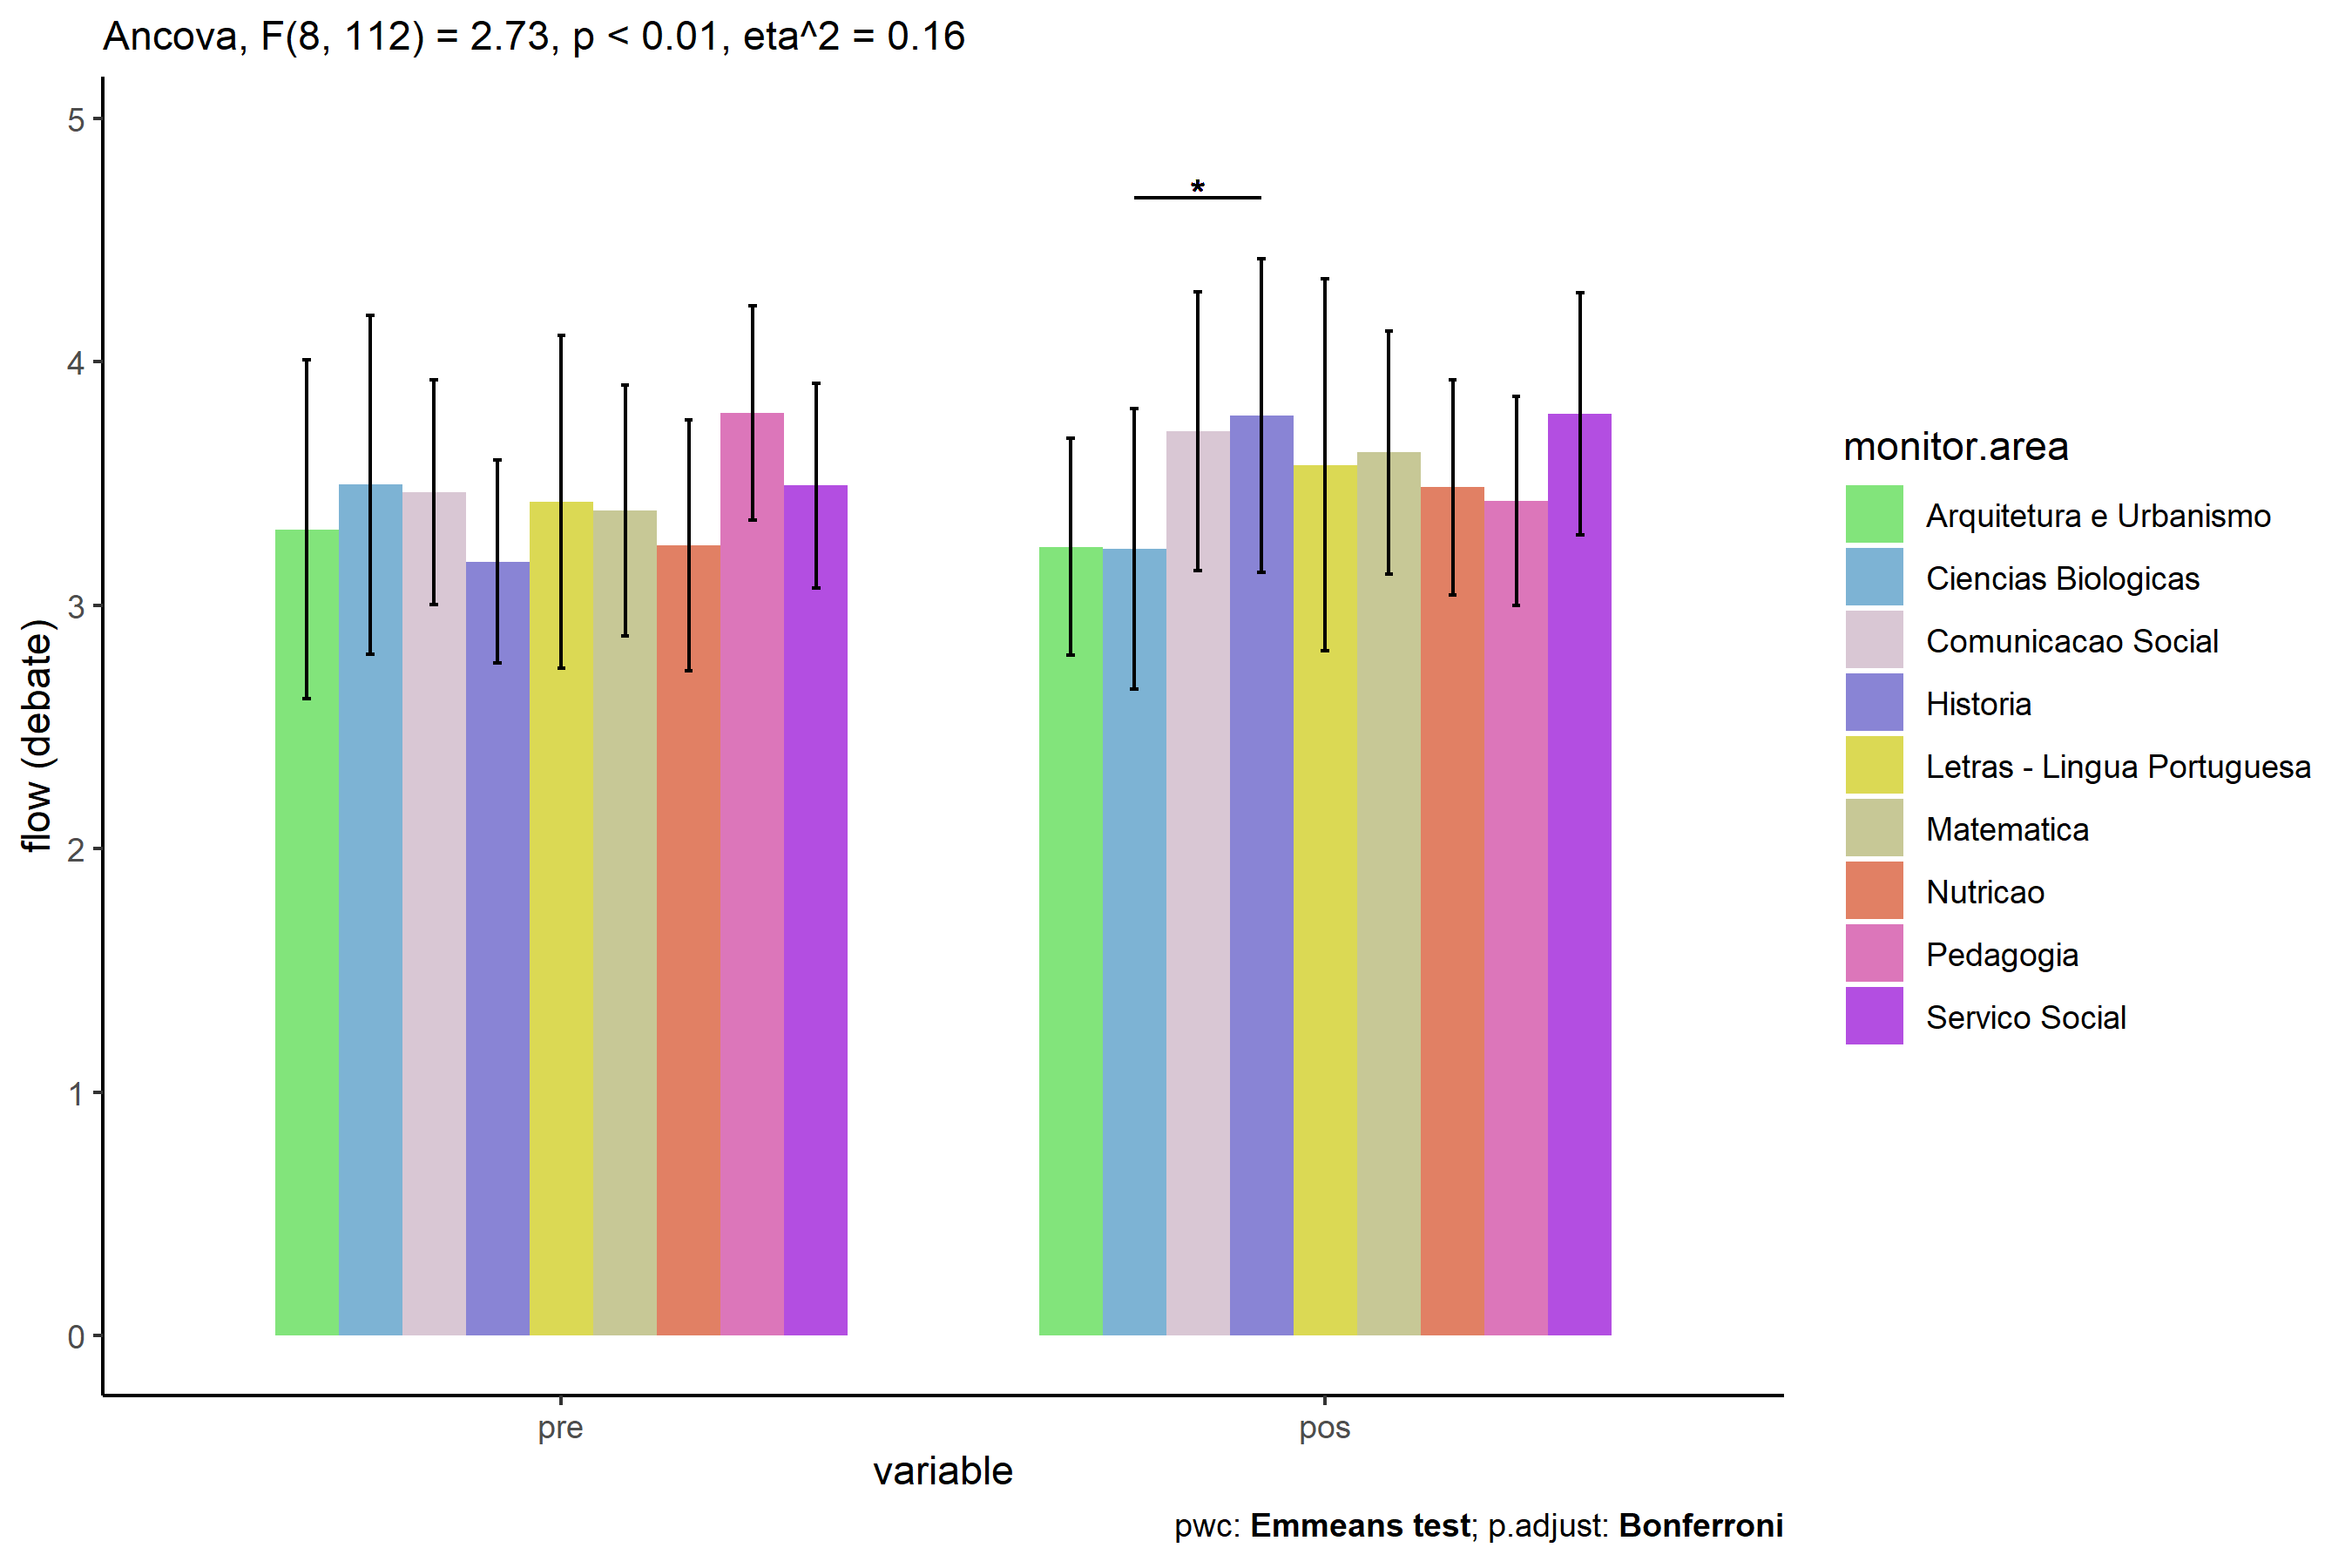 Ancova, F(8, 112) = 2.73, p < 0.01, eta^2 = 0.16
5
4
3
2
1
0
flow (debate)
*
pre
pos
variable
pwc: Emmeans test; p.adjust: Bonferroni
monitor.area
Arquitetura e Urbanismo
Ciencias Biologicas
Comunicacao Social
Historia
Letras - Lingua Portuguesa
Matematica
Nutricao
Pedagogia
Servico Social